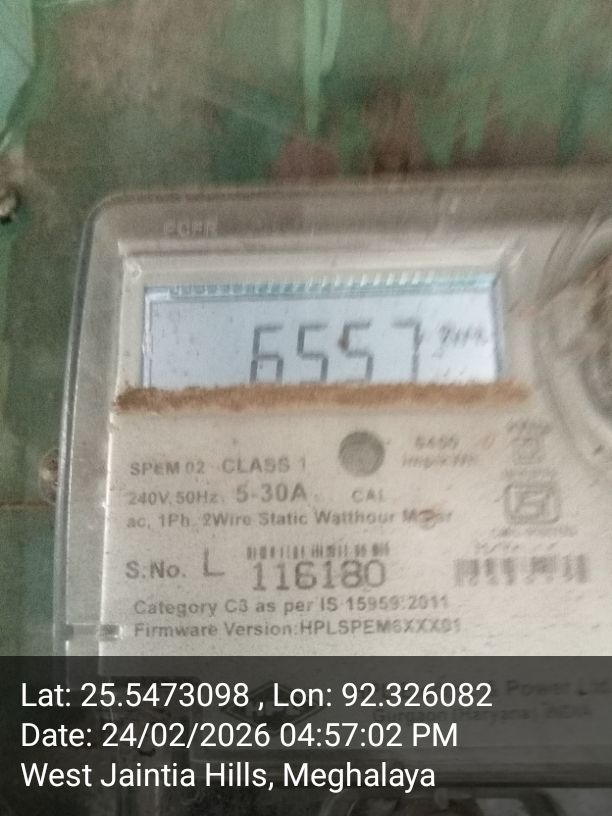 6557
SPEM 02 CLASS 1
240V, 50Hz, 5-30A CAL
ac, 1Ph, 2Wire Static Watthour Meter
S.No. L 116180
Category C3 as per IS 15959:2011
Firmware Version:HPLSPEM6XXX01
Lat: 25.5473098 , Lon: 92.326082
Date: 24/02/2026 04:57:02 PM
West Jaintia Hills, Meghalaya